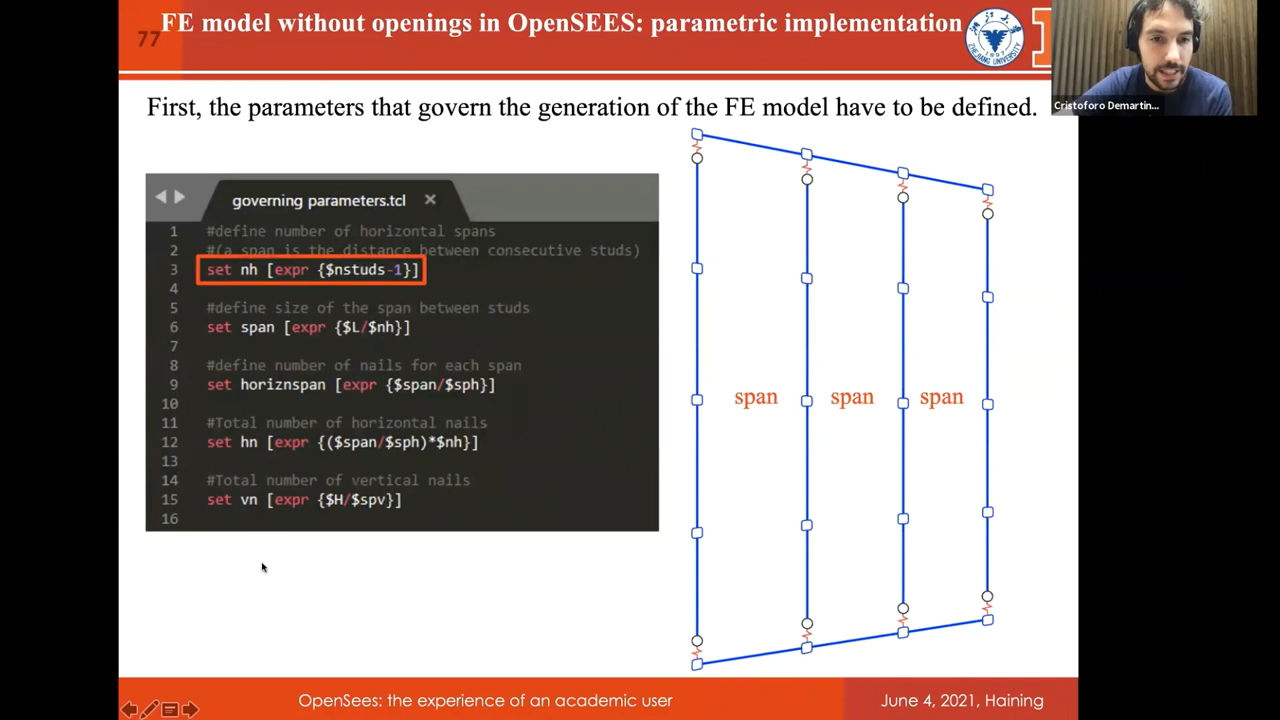 77
FE model without openings in OpenSEES: parametric implementation
First, the parameters that govern the generation of the FE model have to be defined.
Cristoforo Demartin...
governing parameters.tcl ×
1 #define number of horizontal spans
2 #(a span is the distance between consecutive studs)
3 set nh [expr {$nstuds-1}]
4
5 #define size of the span between studs
6 set span [expr {$L/$nh}]
7
8 #define number of nails for each span
9 set horiznspan [expr {$span/$sph}]
10
11 #Total number of horizontal nails
12 set hn [expr {($span/$sph)*$nh}]
13
14 #Total number of vertical nails
15 set vn [expr {$H/$spv}]
16
span span span
OpenSees: the experience of an academic user
June 4, 2021, Haining